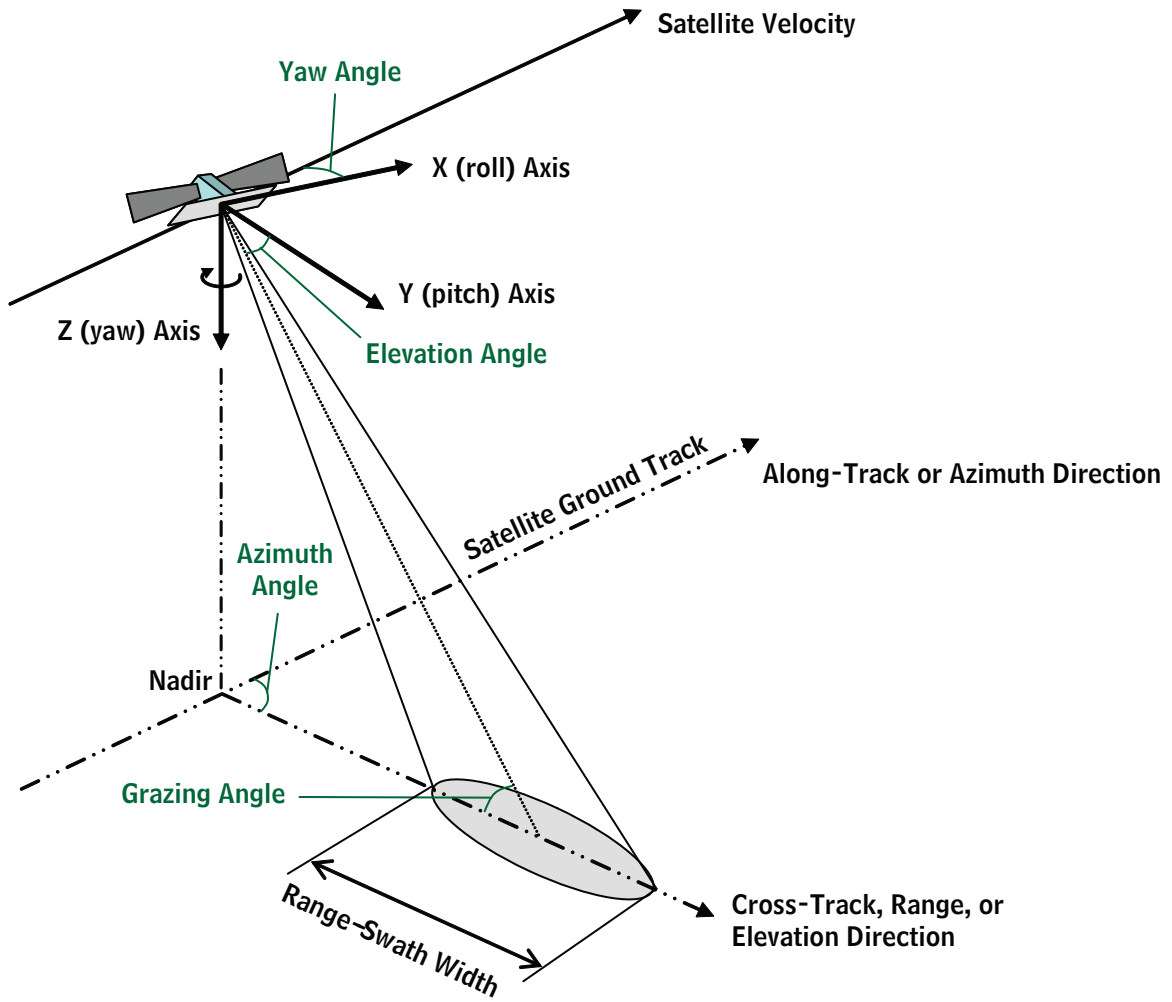 Satellite Velocity
Yaw Angle
X (roll) Axis
Y (pitch) Axis
Z (yaw) Axis
Elevation Angle
Satellite Ground Track
Along-Track or Azimuth Direction
Azimuth
Angle
Nadir
Grazing Angle
Range-Swath Width
Cross-Track, Range, or
Elevation Direction